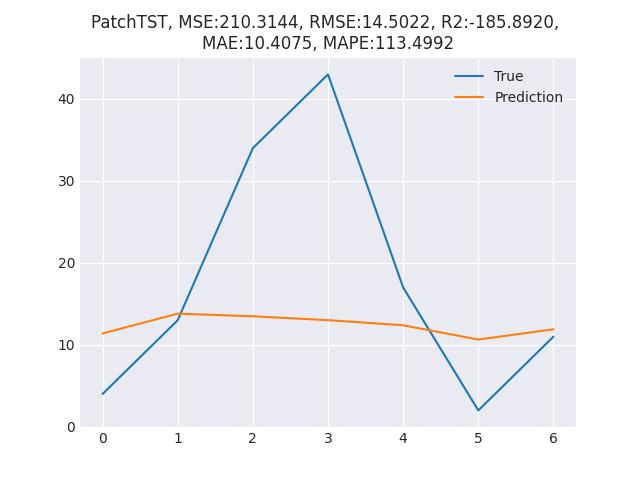 PatchTST, MSE:210.3144, RMSE:14.5022, R2:-185.8920,
MAE:10.4075, MAPE:113.4992
True
Prediction
40
30
20
10
0
0 1 2 3 4 5 6